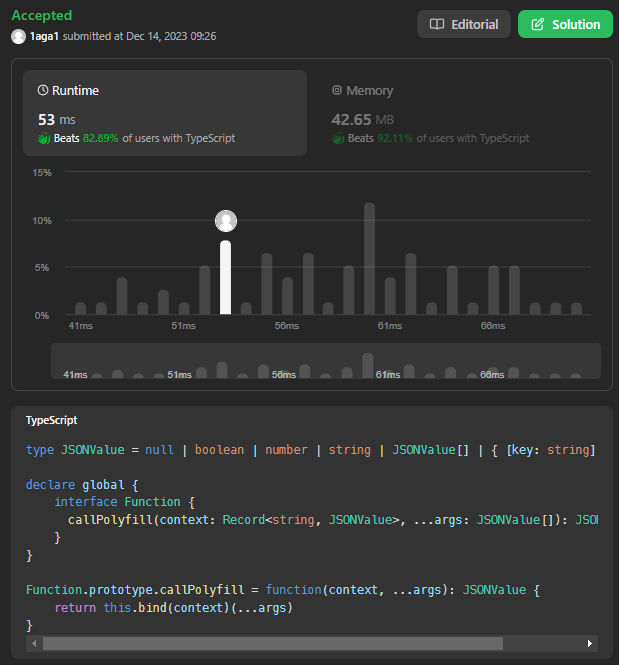 Accepted
1aga1 submitted at Dec 14, 2023 09:26
Editorial
Solution
Runtime
53 ms
Beats 82.89% of users with TypeScript
Memory
42.65 MB
Beats 92.11% of users with TypeScript
15%
10%
5%
0%
41ms 51ms 56ms 61ms 66ms
41ms 51ms 56ms 61ms 66ms
TypeScript
type JSONValue = null | boolean | number | string | JSONValue[] | { [key: string]
declare global {
    interface Function {
      callPolyfill(context: Record<string, JSONValue>, ...args: JSONValue[]): JSON
    }
}
Function.prototype.callPolyfill = function(context, ...args): JSONValue {
    return this.bind(context)(...args)
}